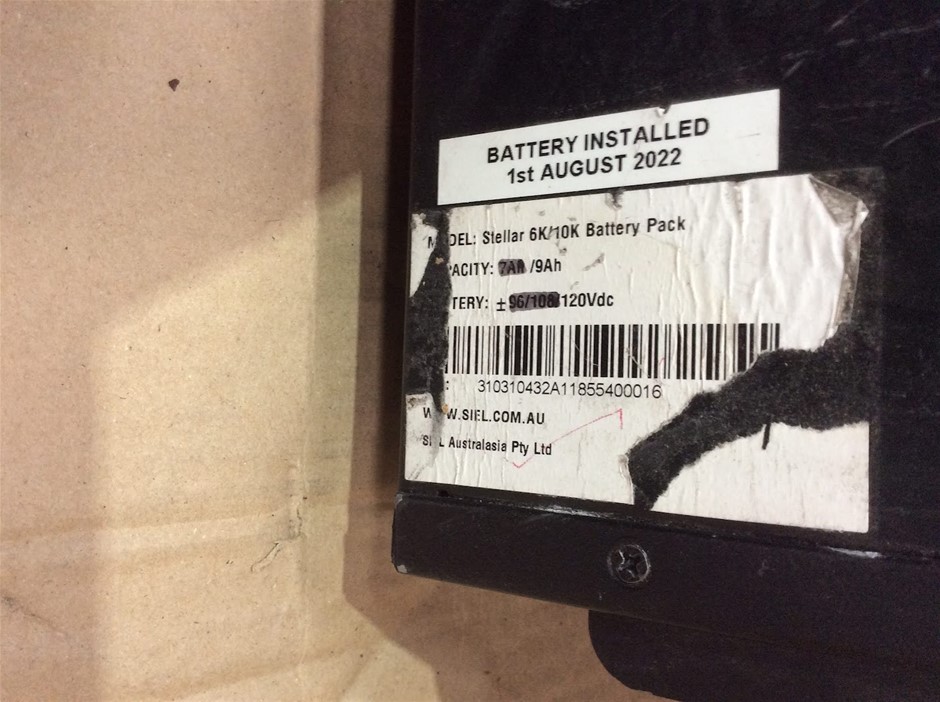 BATTERY INSTALLED
1st AUGUST 2022
M DEL: Stellar 6K/10K Battery Pack
PACITY: 7Ah /9Ah
TERY: ± 96/108/120Vdc
:
310310432A11855400016
W W.SIEL.COM.AU
SI L Australasia Pty Ltd